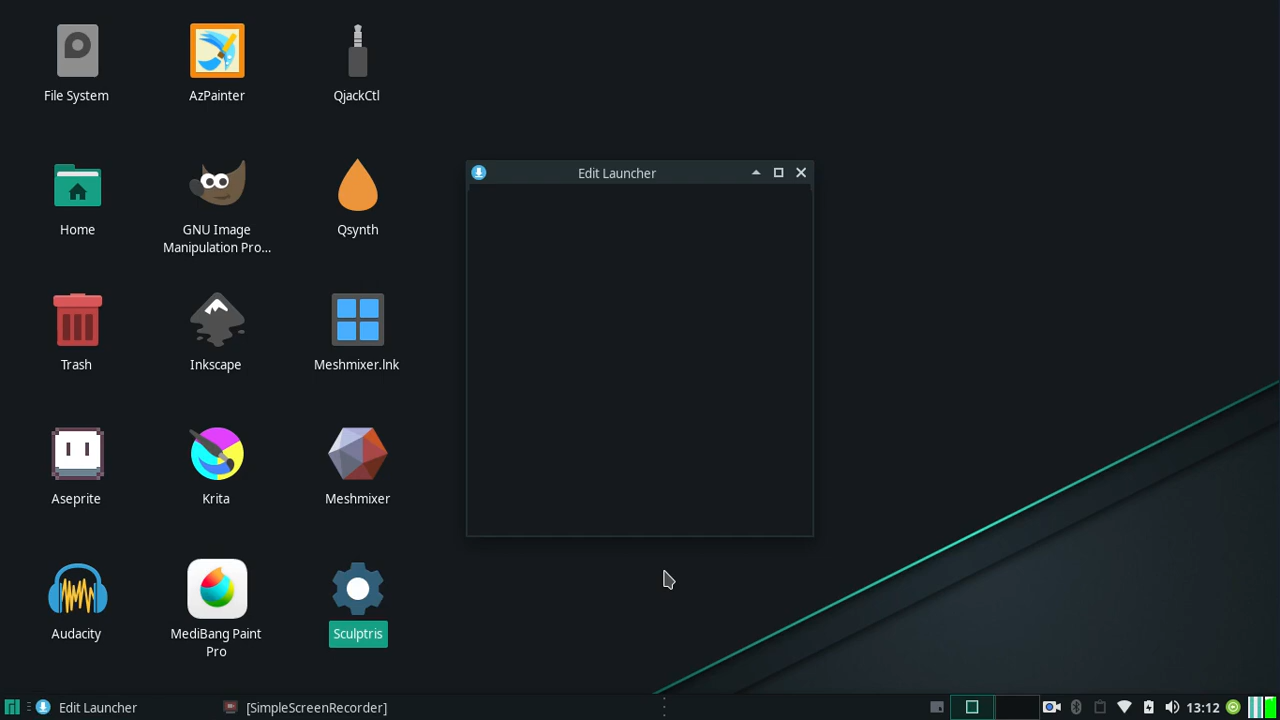 File System
AzPainter
QjackCtl
Home
GNU Image
Manipulation Pro...
Qsynth
Trash
Inkscape
Meshmixer.lnk
Aseprite
Krita
Meshmixer
Audacity
MediBang Paint
Pro
Sculptris
Edit Launcher
Edit Launcher
[SimpleScreenRecorder]
13:12